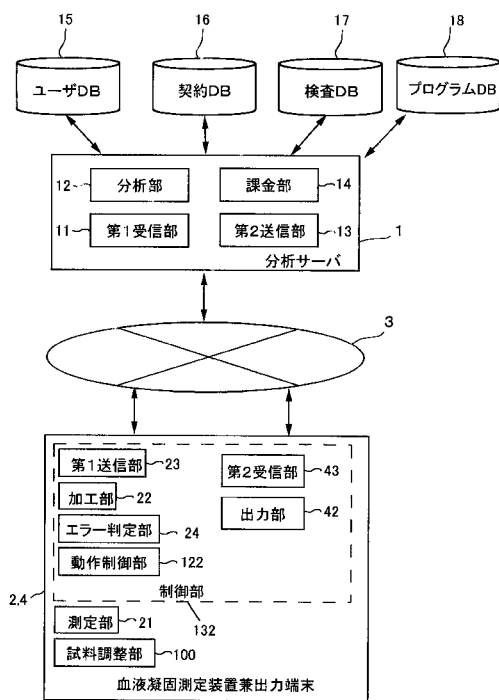 15
16
17
18
ユーザDB
契約DB
検査DB
プログラムDB
12
分析部
課金部
14
11
第1受信部
第2送信部
13
1
分析サーバ
3
第1送信部
23
第2受信部
43
加工部
22
出力部
42
エラー判定部
24
動作制御部
122
制御部
2,4
132
測定部
21
試料調整部
100
血液凝固測定装置兼出力端末